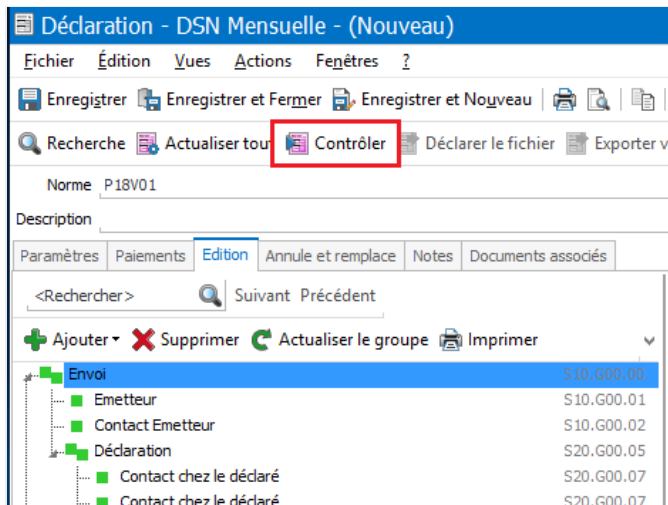 Déclaration - DSN Mensuelle - (Nouveau)
Fichier Édition Vues Actions Fenêtres ?
Enregistrer Enregistrer et Fermer Enregistrer et Nouveau
Recherche Actualiser tout Contrôler Déclarer le fichier Exporter v
Norme P18V01
Description
Paramètres Paiements Edition Annule et remplace Notes Documents associés
<Rechercher> Suivant Précédent
Ajouter Supprimer Actualiser le groupe Imprimer
Envoi S10.G00.00
Emetteur S10.G00.01
Contact Emetteur S10.G00.02
Déclaration S20.G00.05
Contact chez le déclaré S20.G00.07
Contact chez le déclaré S20.G00.07